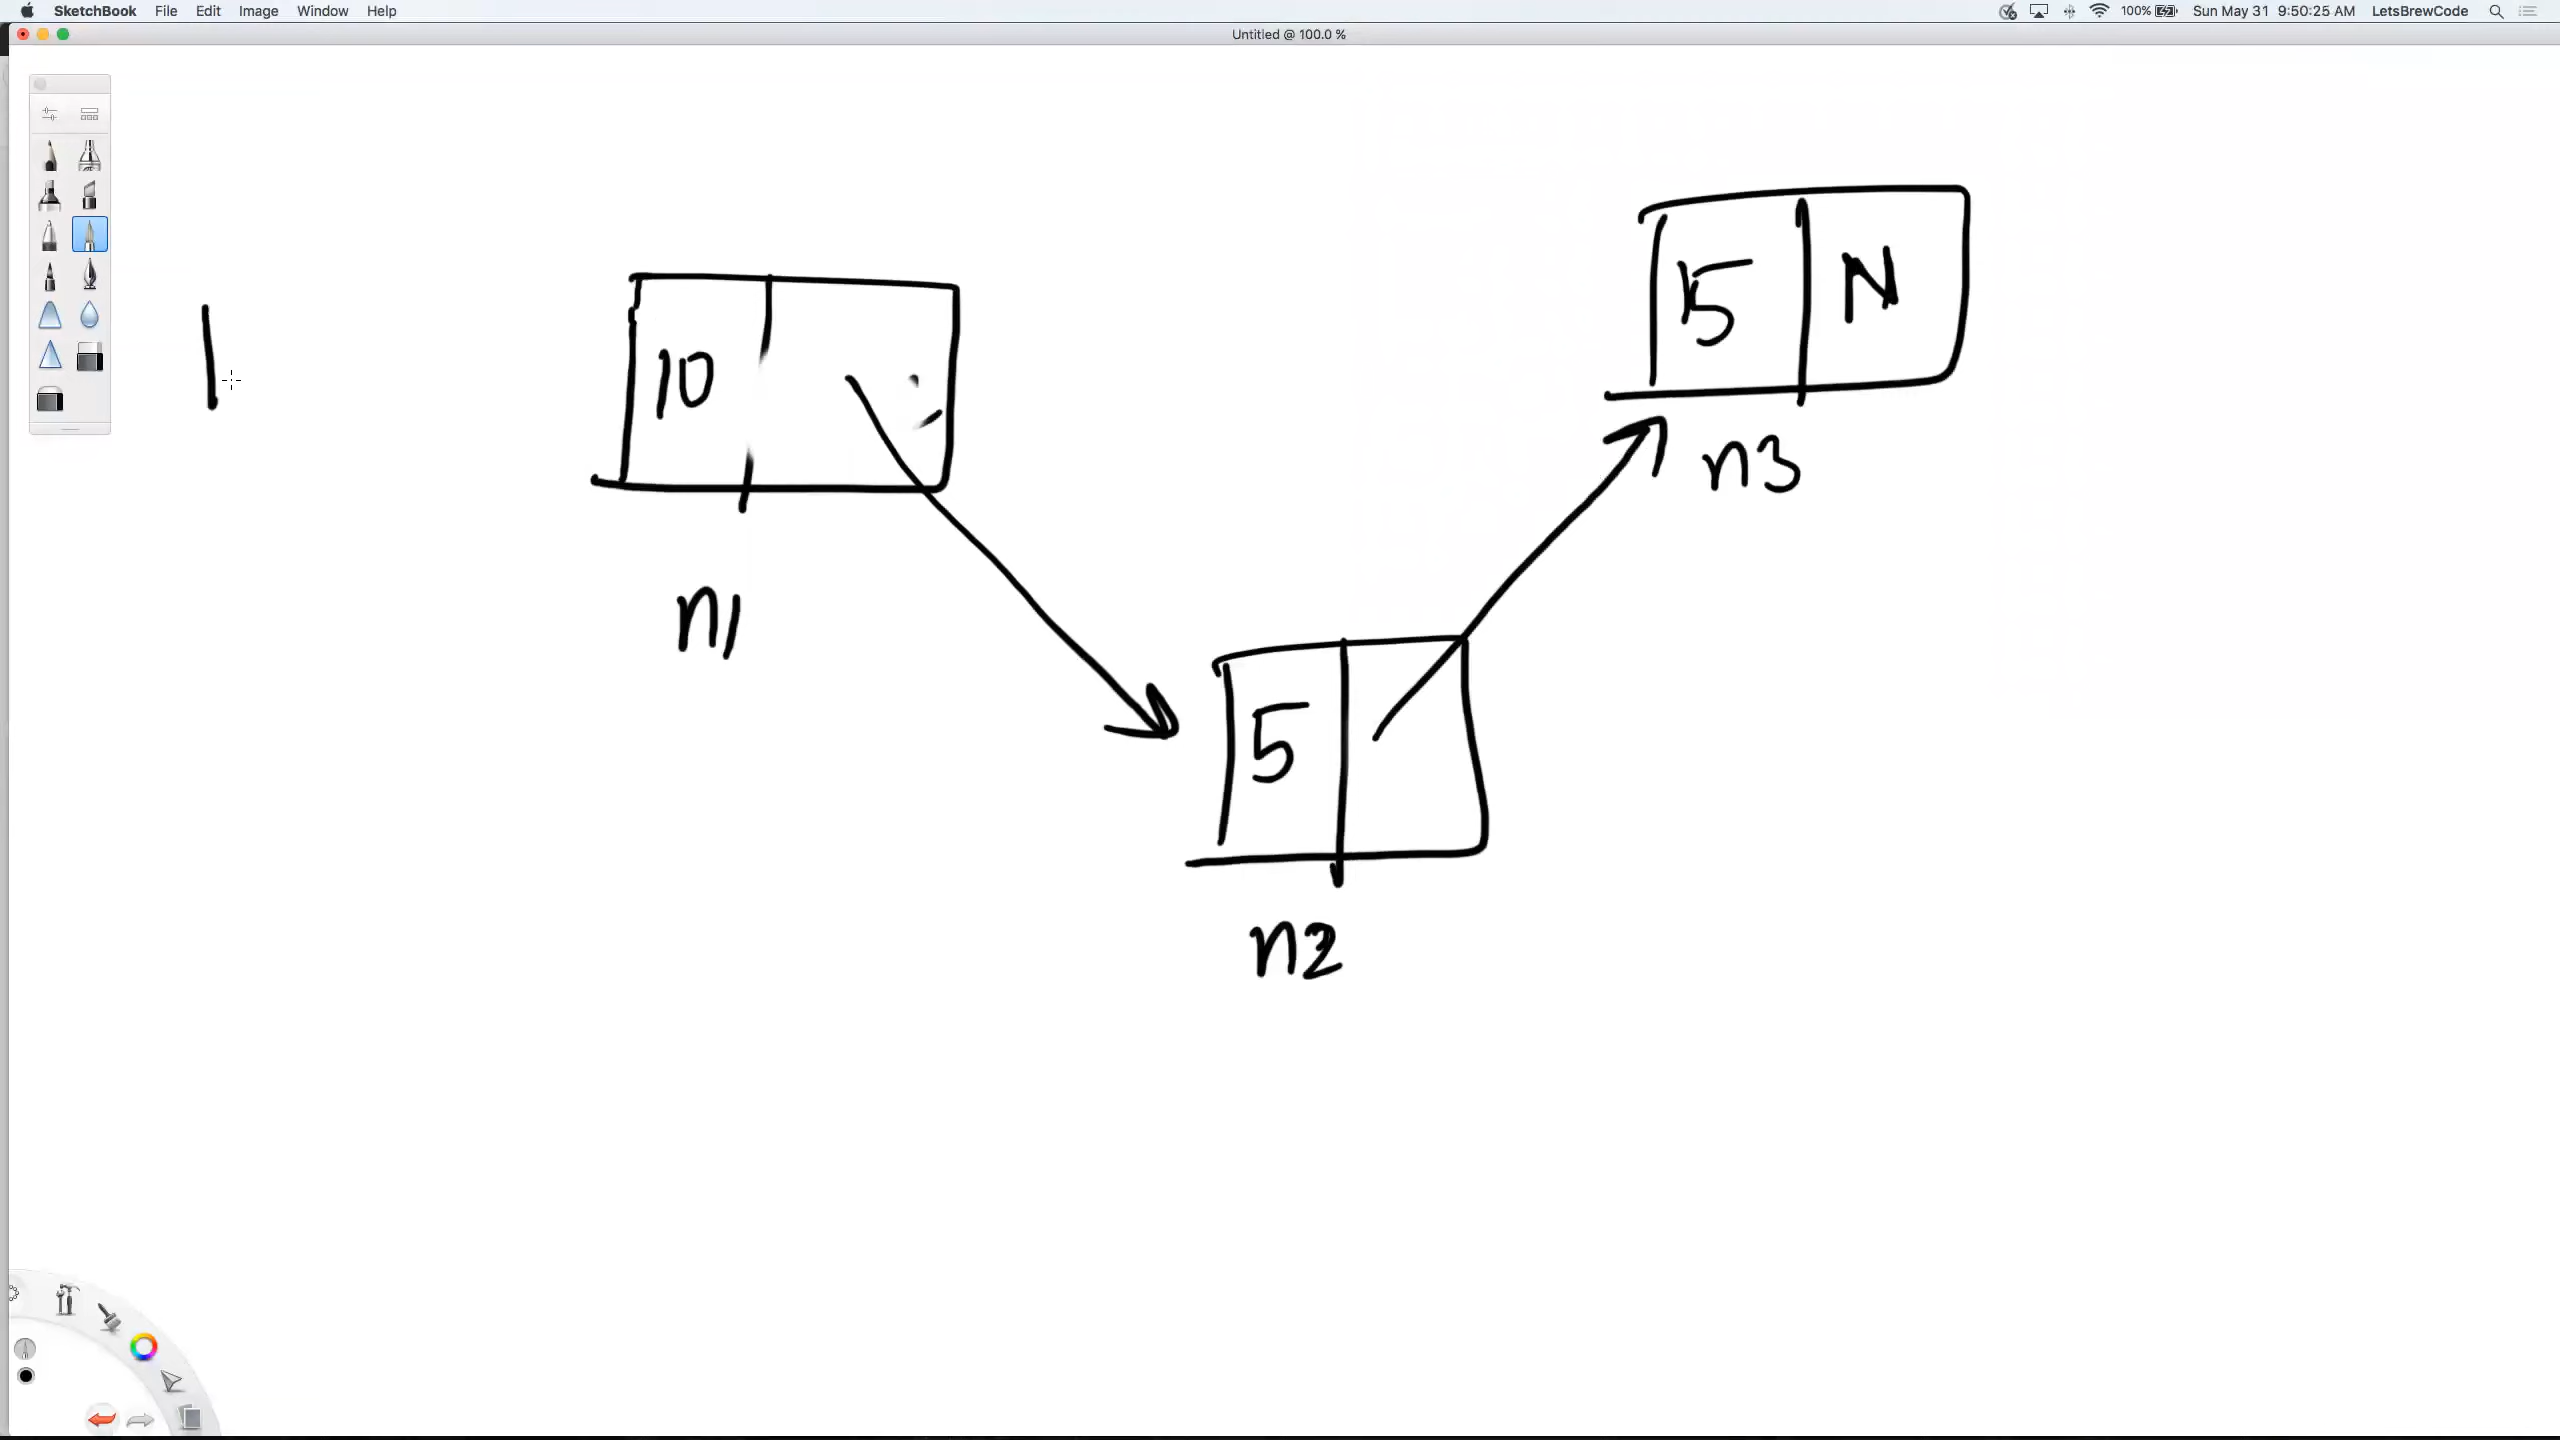 SketchBook File Edit Image Window Help 100% Sun May 31 9:50:25 AM LetsBrewCode
Untitled @ 100.0 %
15 N
10
n3
n1
5
n2